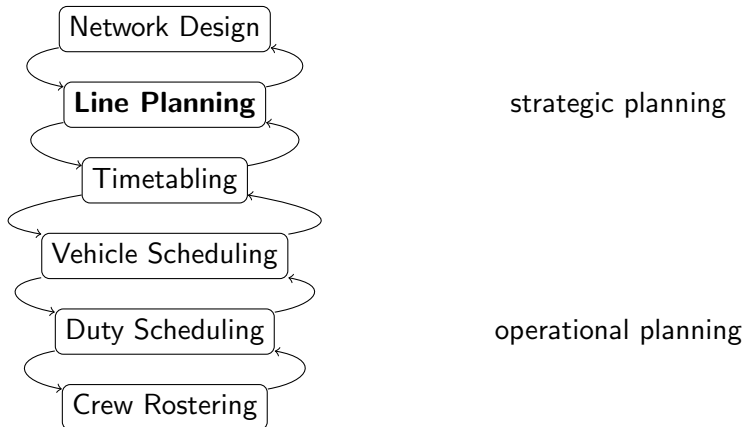 Network Design
Line Planning
strategic planning
Timetabling
Vehicle Scheduling
Duty Scheduling
operational planning
Crew Rostering